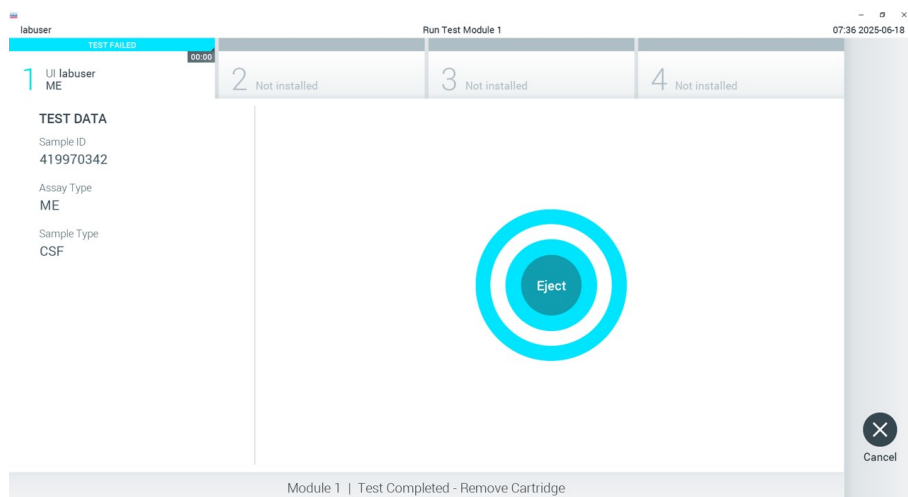 labuser Run Test Module 1 07:36 2025-06-18
TEST FAILED
00:00
1 UI labuser
ME
2 Not installed
3 Not installed
4 Not installed
TEST DATA
Sample ID
419970342
Assay Type
ME
Sample Type
CSF
Eject
Cancel
Module 1 | Test Completed - Remove Cartridge